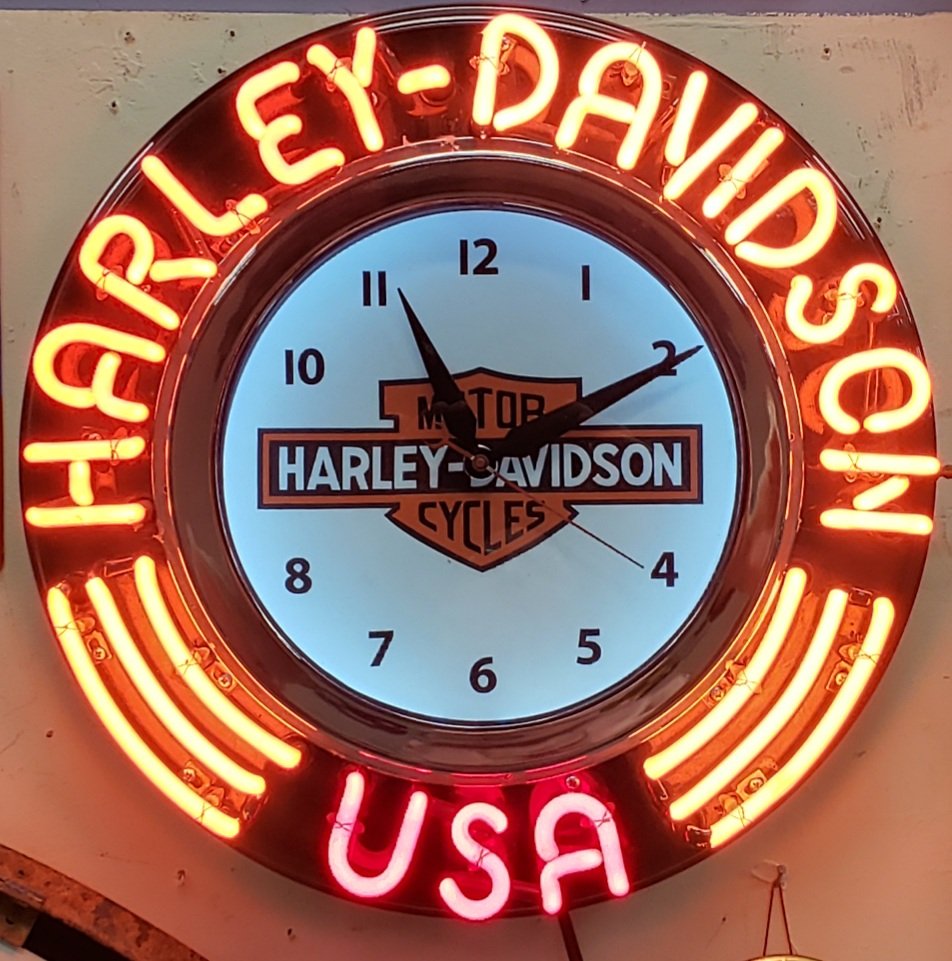 HARLEY-DAVIDSON
12
11 1
10 2
MOTOR
HARLEY-DAVIDSON
CYCLES
8 4
7 5
6
USA